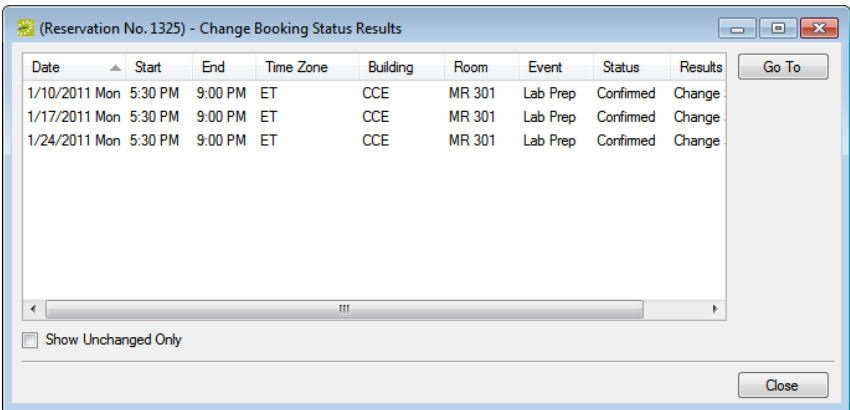 (Reservation No. 1325) - Change Booking Status Results
Date Start End Time Zone Building Room Event Status Results Go To
1/10/2011 Mon 5:30 PM 9:00 PM ET CCE MR 301 Lab Prep Confirmed Change
1/17/2011 Mon 5:30 PM 9:00 PM ET CCE MR 301 Lab Prep Confirmed Change
1/24/2011 Mon 5:30 PM 9:00 PM ET CCE MR 301 Lab Prep Confirmed Change
Show Unchanged Only
Close